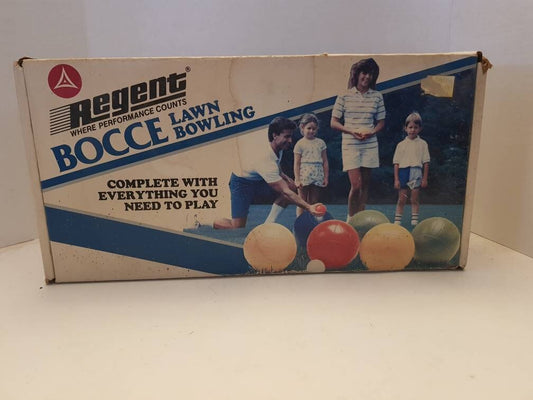 Regent®
WHERE PERFORMANCE COUNTS
BOCCE LAWN
BOWLING
COMPLETE WITH
EVERYTHING YOU
NEED TO PLAY